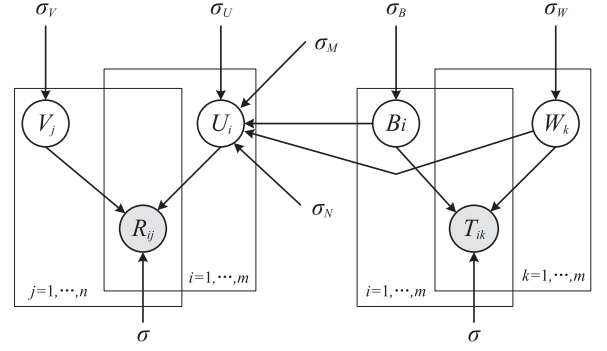 σ_V σ_U σ_B σ_W
σ_M
V_j U_i Bi W_k
σ_N
R_ij T_ik
i=1,⋯,m k=1,⋯,m
j=1,⋯,n i=1,⋯,m
σ σ